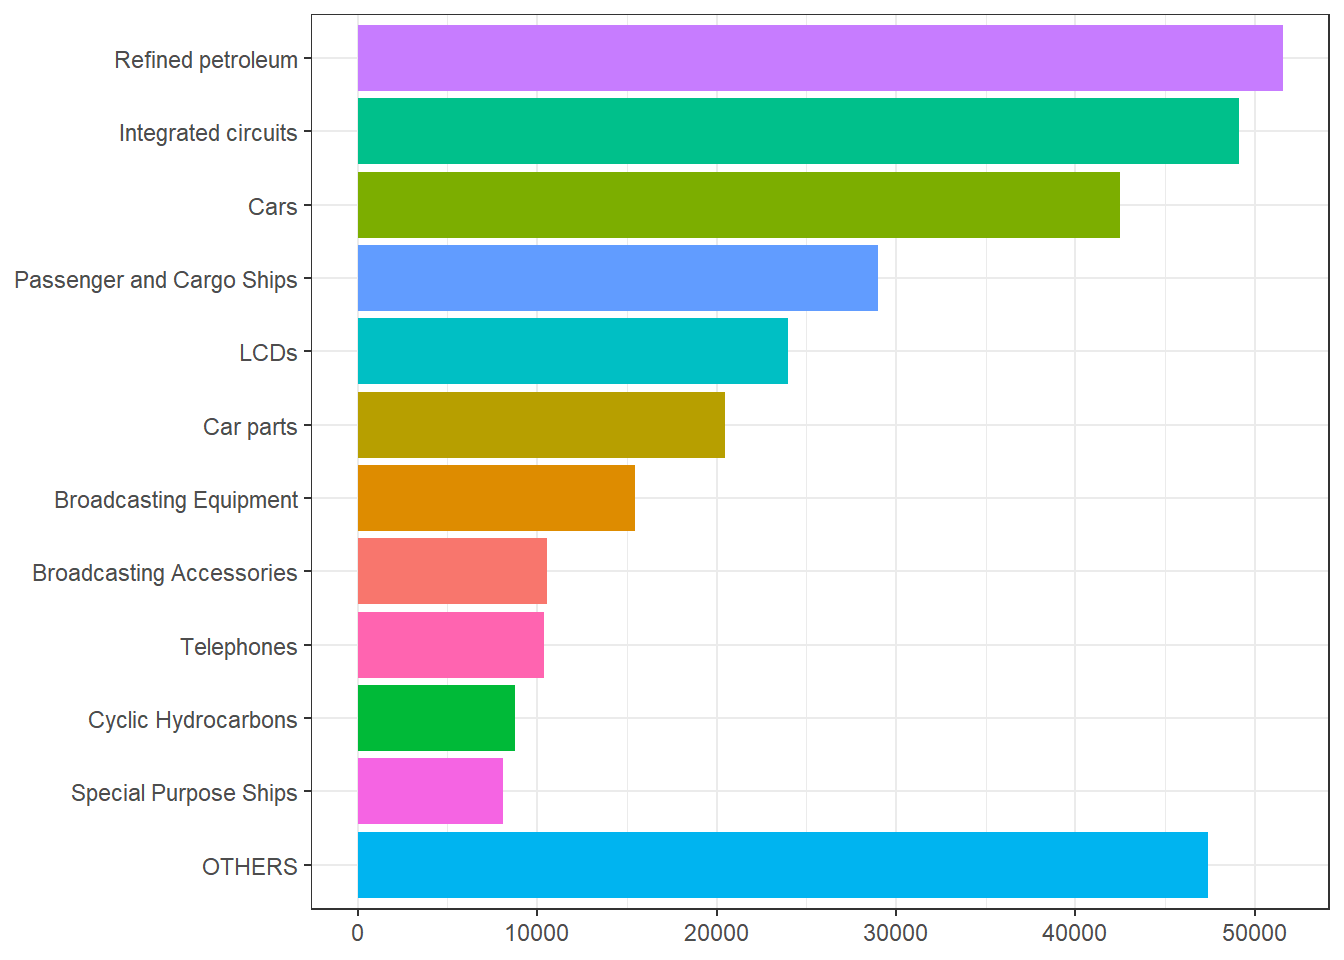 Refined petroleum
Integrated circuits
Cars
Passenger and Cargo Ships
LCDs
Car parts
Broadcasting Equipment
Broadcasting Accessories
Telephones
Cyclic Hydrocarbons
Special Purpose Ships
OTHERS
0 10000 20000 30000 40000 50000